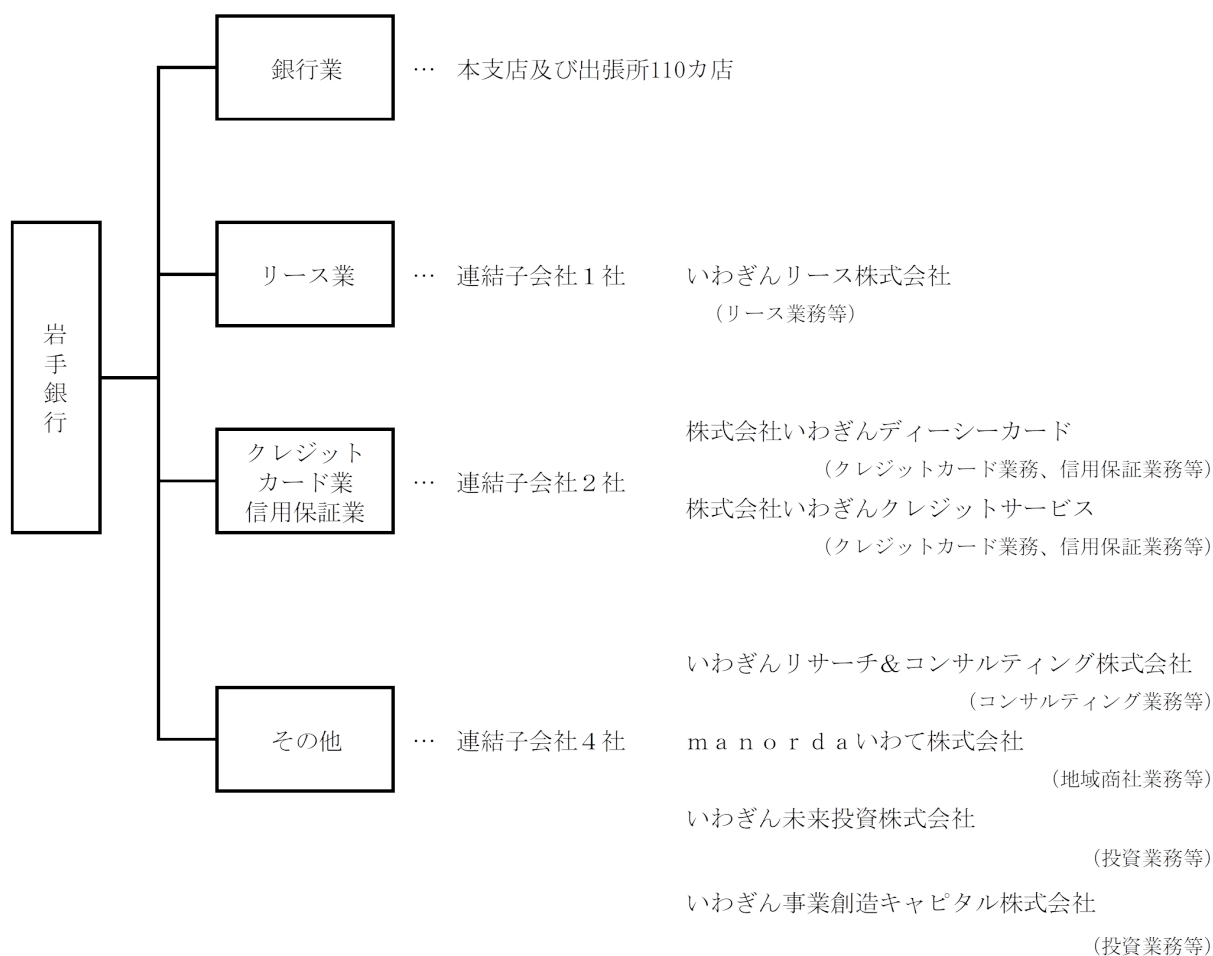 銀行業 … 本支店及び出張所110カ店
リース業 … 連結子会社１社 いわぎんリース株式会社
（リース業務等）
岩手銀行
クレジット
カード業
信用保証業
… 連結子会社２社
株式会社いわぎんディーシーカード
（クレジットカード業務、信用保証業務等）
株式会社いわぎんクレジットサービス
（クレジットカード業務、信用保証業務等）
その他 … 連結子会社４社
いわぎんリサーチ＆コンサルティング株式会社
（コンサルティング業務等）
ｍａｎｏｒｄａいわて株式会社
（地域商社業務等）
いわぎん未来投資株式会社
（投資業務等）
いわぎん事業創造キャピタル株式会社
（投資業務等）